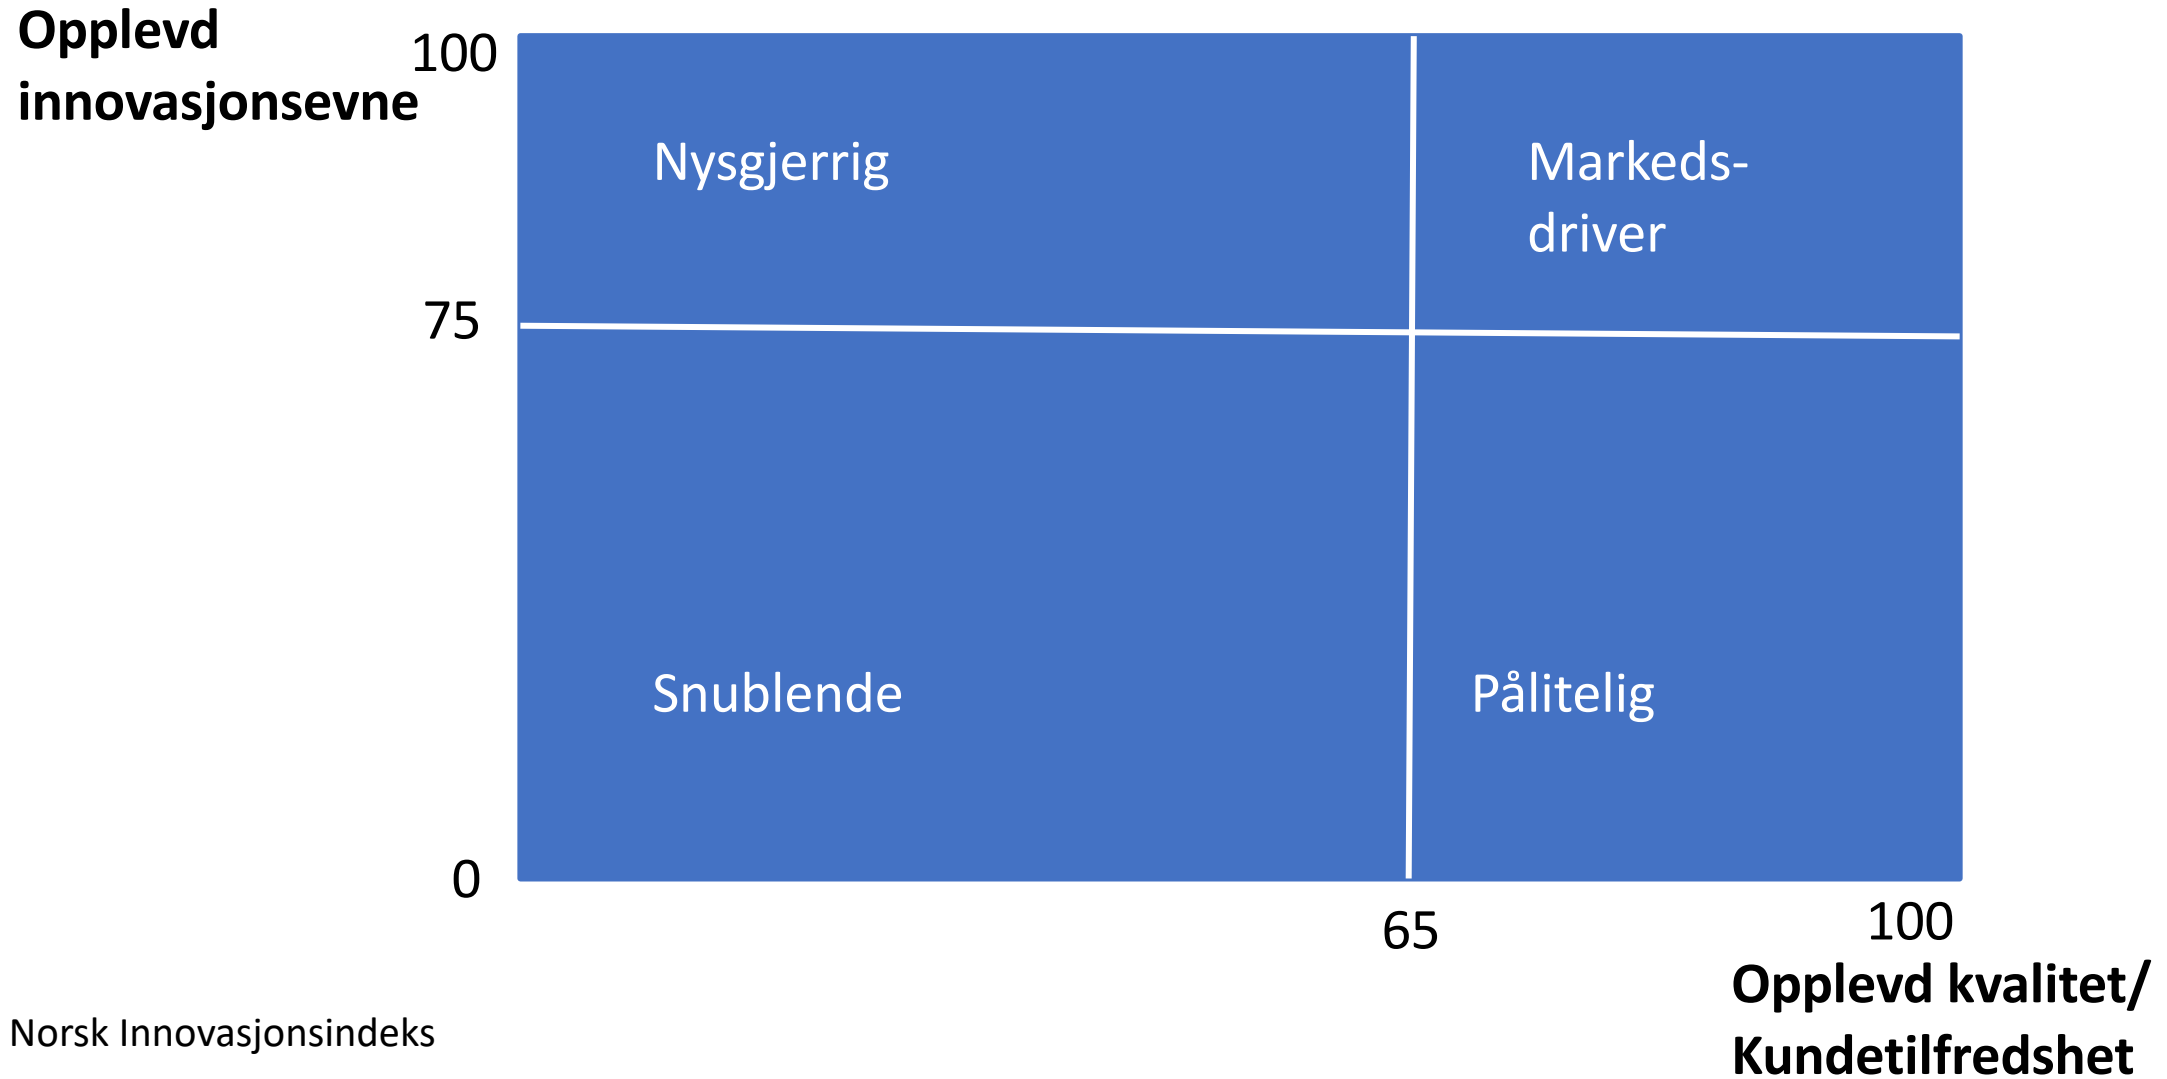 Opplevd
innovasjonsevne
100
Nysgjerrig
Markeds-
driver
75
Snublende
Pålitelig
0
65
100
Opplevd kvalitet/
Kundetilfredshet
Norsk Innovasjonsindeks